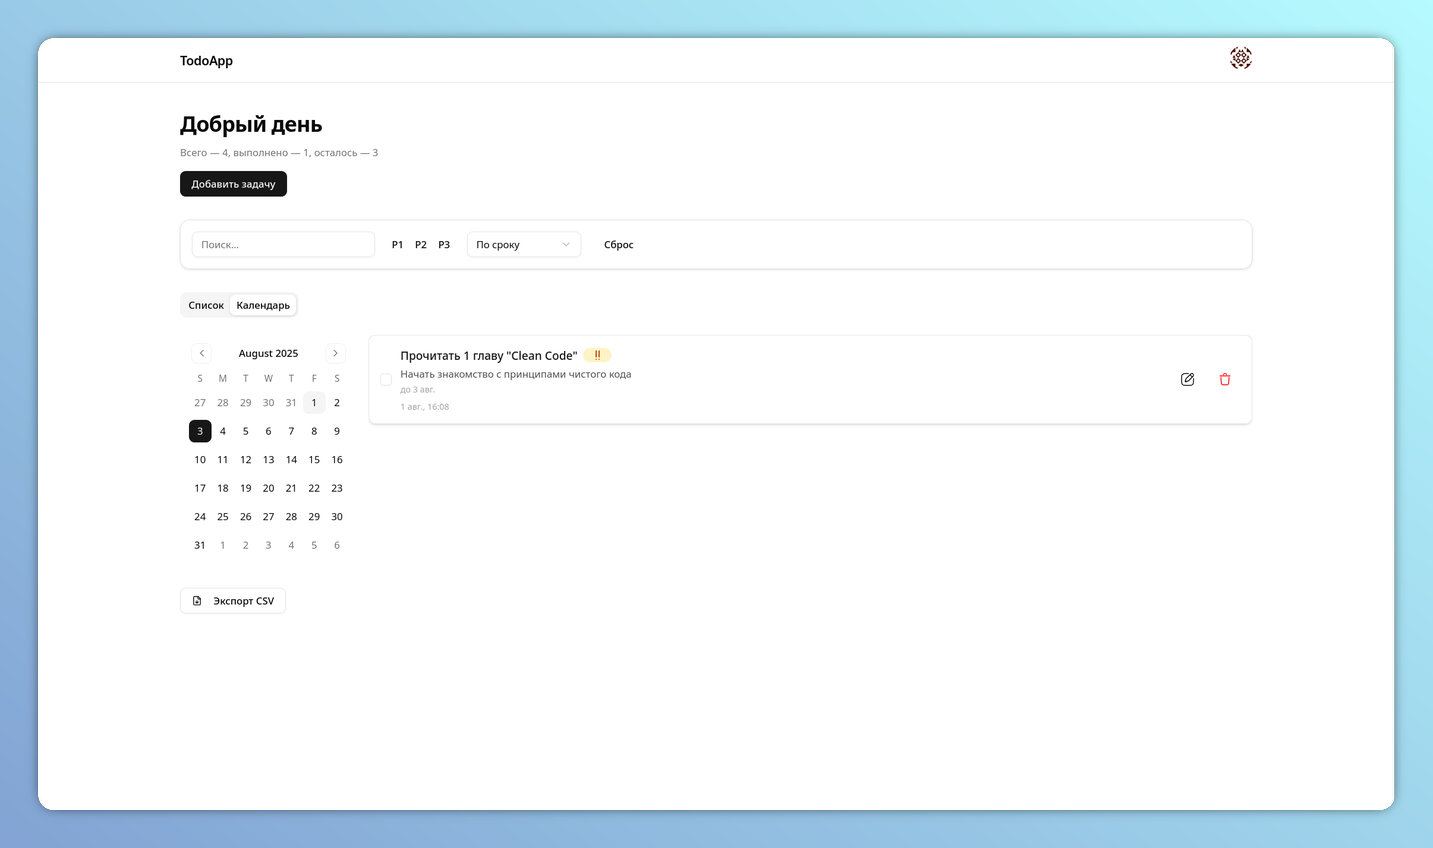 TodoApp
Добрый день
Всего — 4, выполнено — 1, осталось — 3
Добавить задачу
Поиск... P1 P2 P3 По сроку Сброс
Список Календарь
August 2025
S M T W T F S
27 28 29 30 31 1 2
3 4 5 6 7 8 9
10 11 12 13 14 15 16
17 18 19 20 21 22 23
24 25 26 27 28 29 30
31 1 2 3 4 5 6
Прочитать 1 главу "Clean Code" !!
Начать знакомство с принципами чистого кода
до 3 авг.
1 авг., 16:08
Экспорт CSV